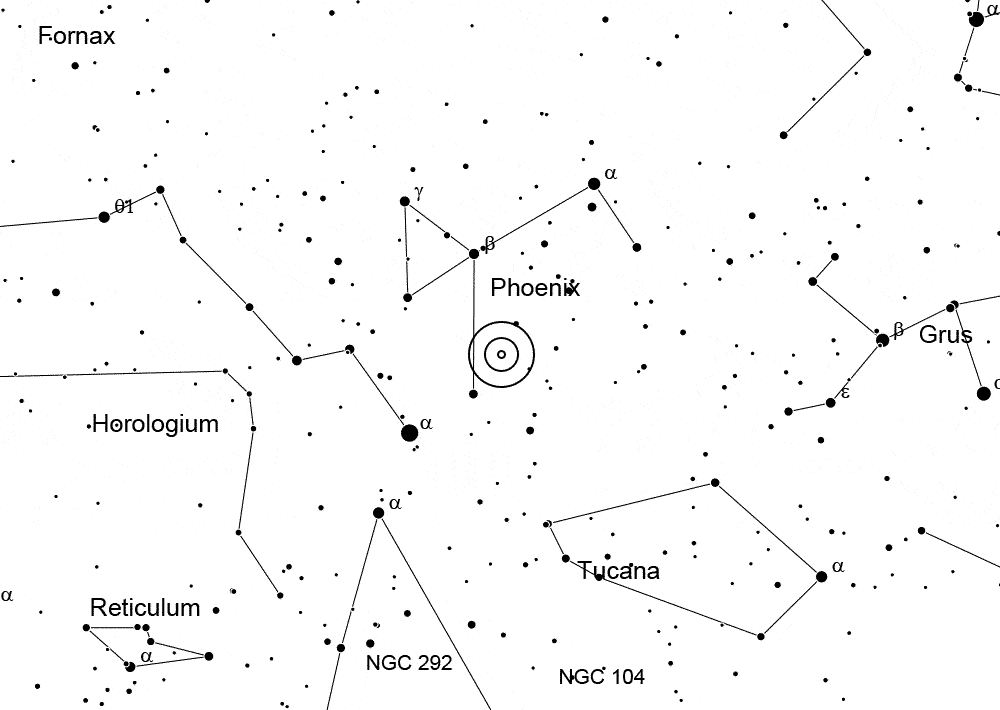 α
Fornax
α
γ
θ1
β
Phoenix
β
Grus
α
ε
α
Horologium
α
α
Tucana
α
Reticulum
α
NGC 292
NGC 104